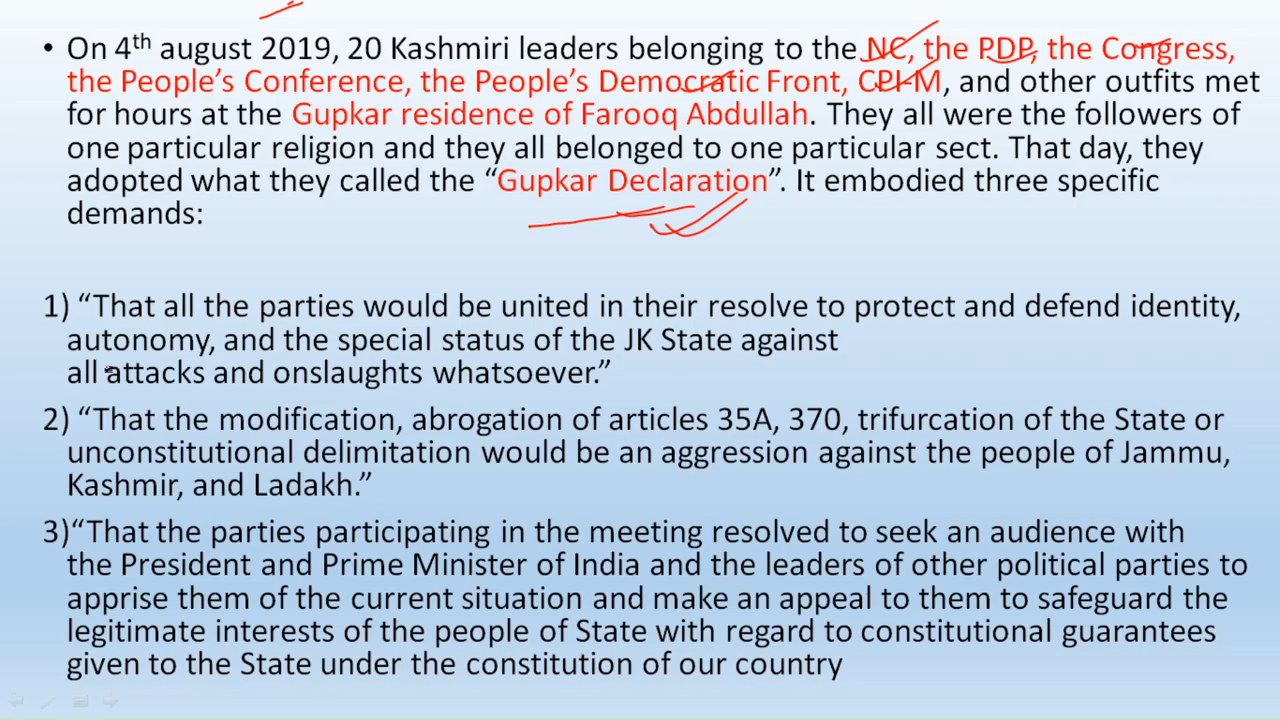 • On 4th august 2019, 20 Kashmiri leaders belonging to the NC, the PDP, the Congress,
the People's Conference, the People's Democratic Front, CPI-M, and other outfits met
for hours at the Gupkar residence of Farooq Abdullah. They all were the followers of
one particular religion and they all belonged to one particular sect. That day, they
adopted what they called the “Gupkar Declaration”. It embodied three specific
demands:
1) “That all the parties would be united in their resolve to protect and defend identity,
autonomy, and the special status of the JK State against
all attacks and onslaughts whatsoever.”
2) “That the modification, abrogation of articles 35A, 370, trifurcation of the State or
unconstitutional delimitation would be an aggression against the people of Jammu,
Kashmir, and Ladakh.”
3)“That the parties participating in the meeting resolved to seek an audience with
the President and Prime Minister of India and the leaders of other political parties to
apprise them of the current situation and make an appeal to them to safeguard the
legitimate interests of the people of State with regard to constitutional guarantees
given to the State under the constitution of our country